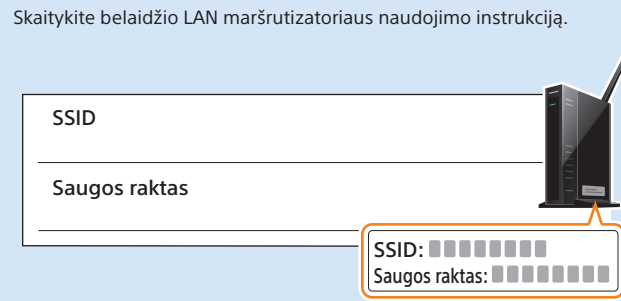 Skaitykite belaidžio LAN maršrutizatoriaus naudojimo instrukciją.
SSID
Saugos raktas
SSID:
Saugos raktas: